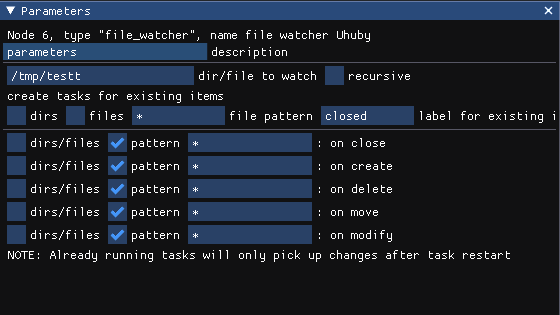 Parameters
Node 6, type "file_watcher", name file watcher Uhuby
parameters description
/tmp/testt dir/file to watch recursive
create tasks for existing items
dirs files * file pattern closed label for existing i
dirs/files pattern * : on close
dirs/files pattern * : on create
dirs/files pattern * : on delete
dirs/files pattern * : on move
dirs/files pattern * : on modify
NOTE: Already running tasks will only pick up changes after task restart